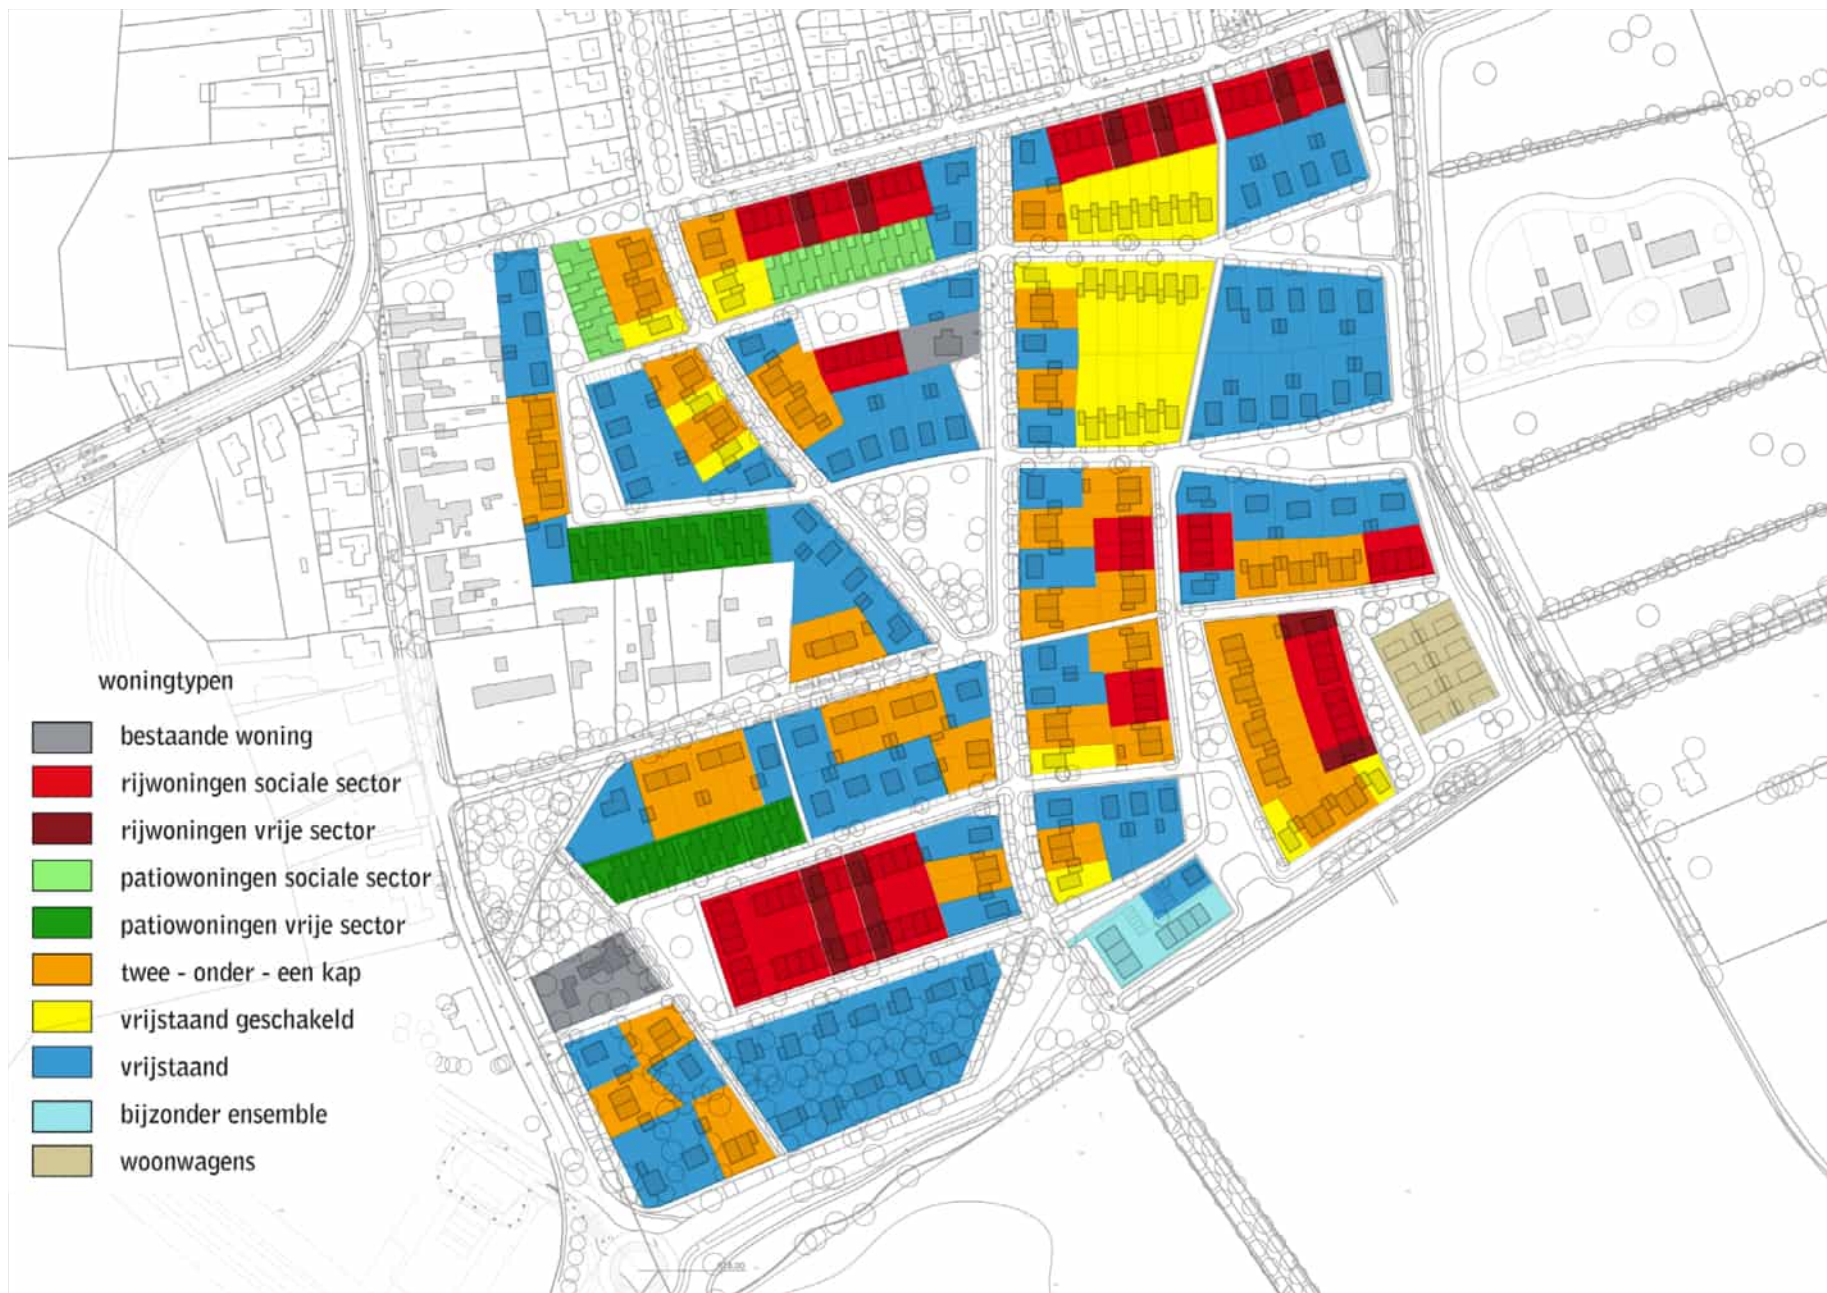 woningtypen
bestaande woning
rijwoningen sociale sector
rijwoningen vrije sector
patiowoningen sociale sector
patiowoningen vrije sector
twee - onder - een kap
vrijstaand geschakeld
vrijstaand
bijzonder ensemble
woonwagens